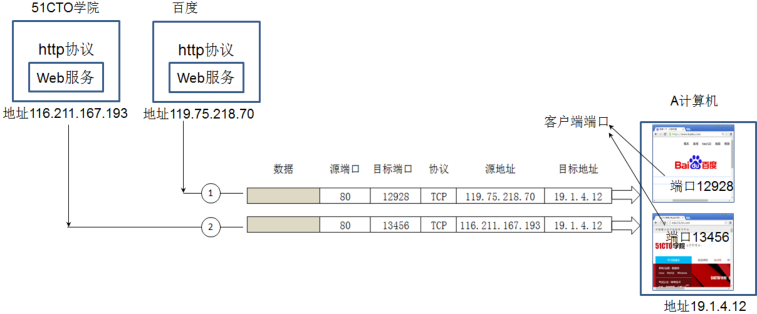 51CTO学院
百度
http协议
Web服务
http协议
Web服务
地址116.211.167.193
地址119.75.218.70
A计算机
客户端端口
数据 源端口 目标端口 协议 源地址 目标地址
1 80 12928 TCP 119.75.218.70 19.1.4.12
2 80 13456 TCP 116.211.167.193 19.1.4.12
Bai百度
端口12928
端口13456
51CTO学院
地址19.1.4.12